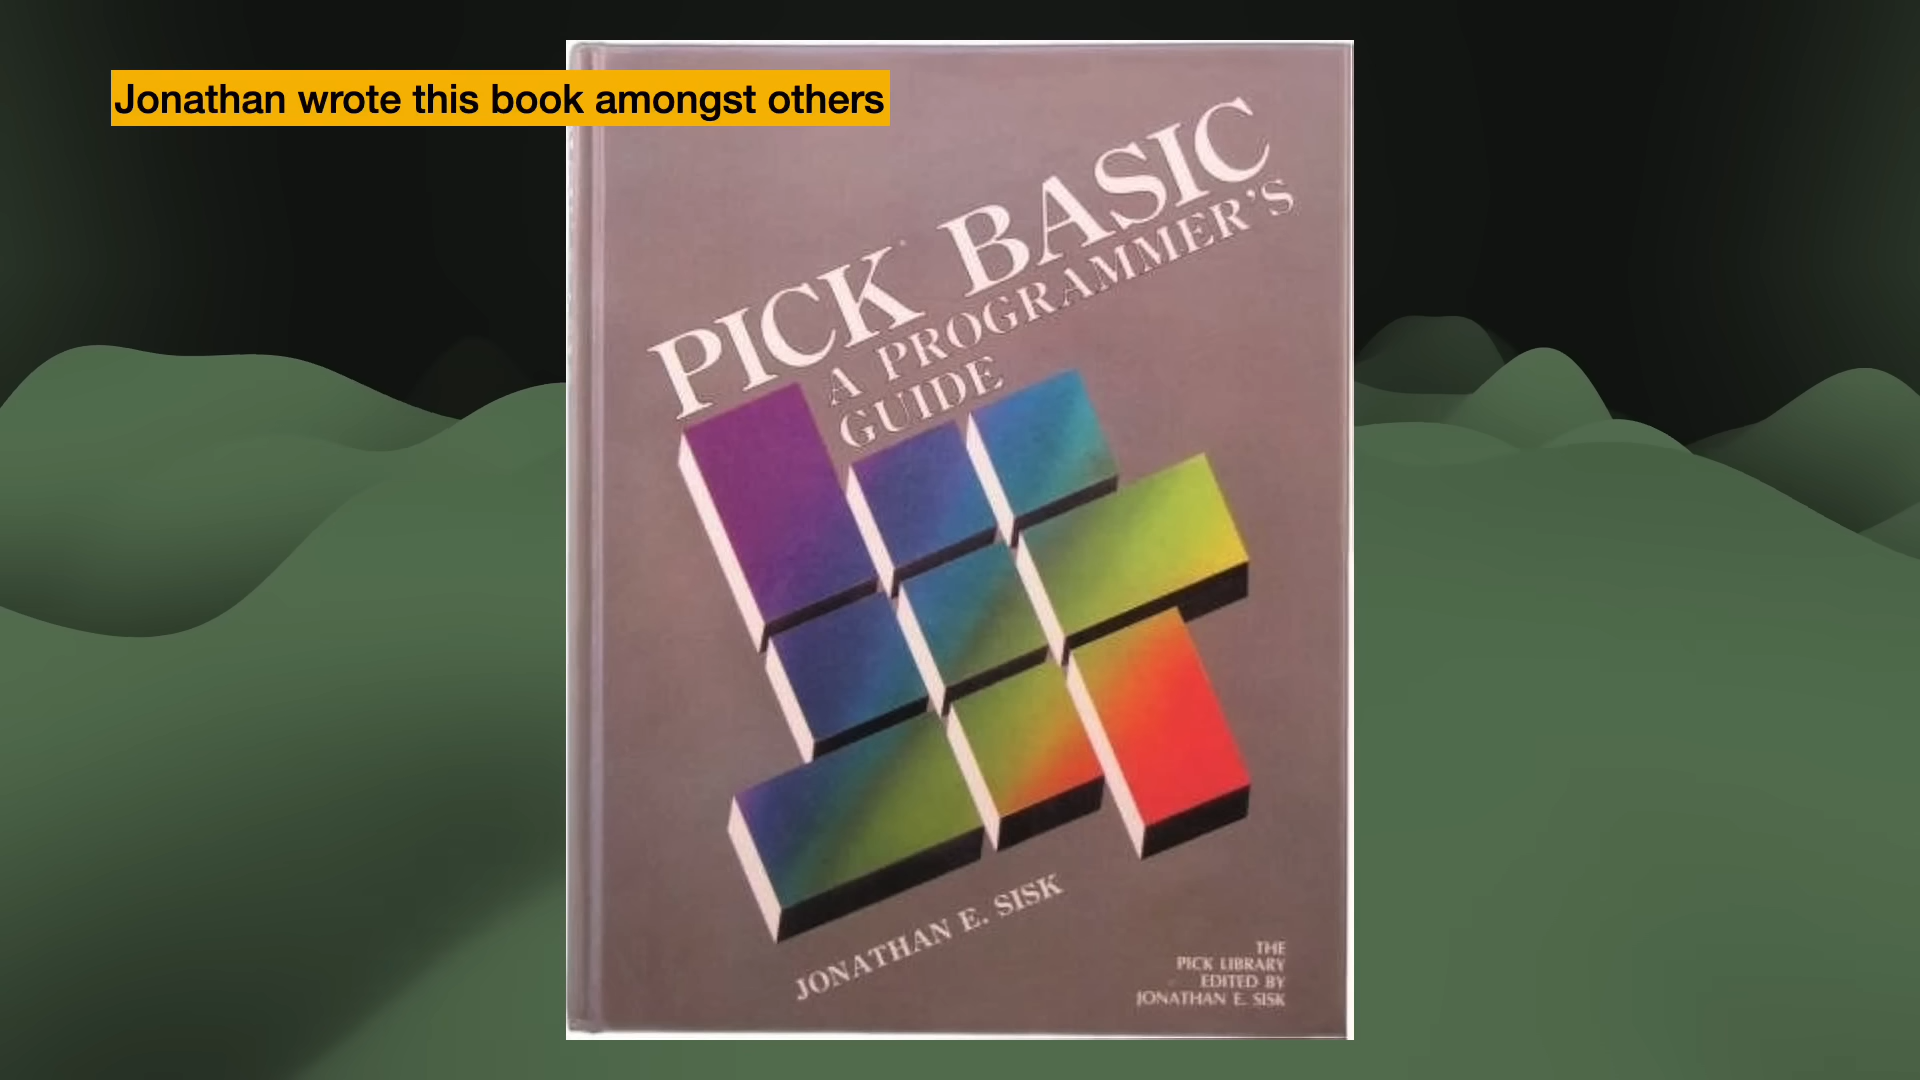 Jonathan wrote this book amongst others
PICK BASIC
A PROGRAMMER'S
GUIDE
JONATHAN E. SISK
THE
PICK LIBRARY
EDITED BY
JONATHAN E. SISK